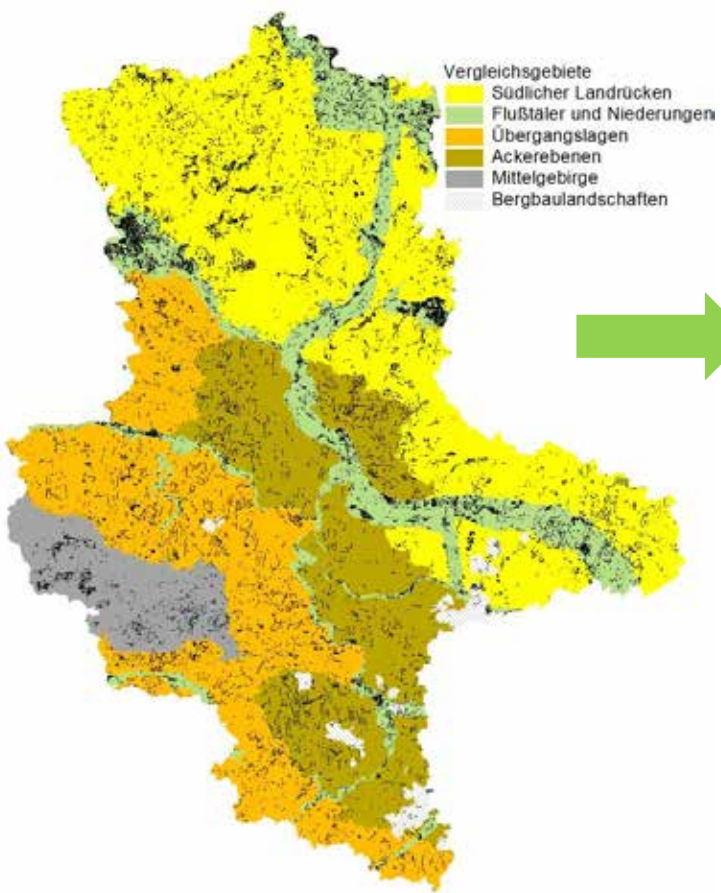 Vergleichsgebiete
Südlicher Landrücken
Flußtäler und Niederungen
Übergangslagen
Ackerebenen
Mittelgebirge
Bergbaulandschaften